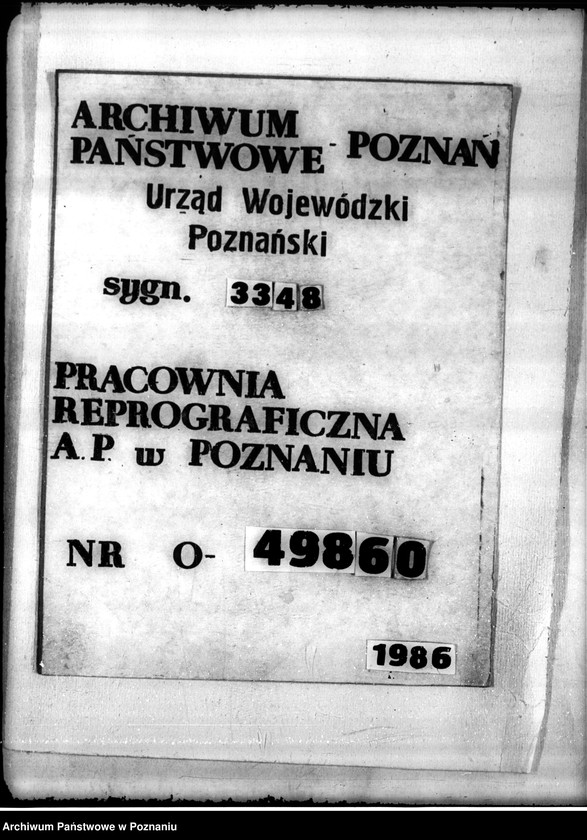 ARCHIWUM
PAŃSTWOWE - POZNAŃ
Urząd Wojewódzki
Poznański
sygn. 3348
PRACOWNIA
REPROGRAFICZNA
A.P. w POZNANIU
NR O- 49860
1986
Archiwum Państwowe w Poznaniu